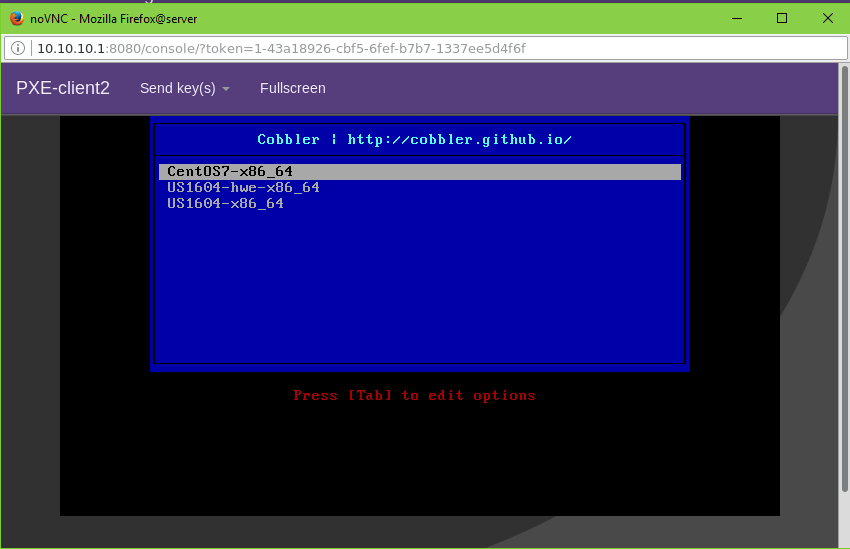 noVNC - Mozilla Firefox@server
10.10.10.1:8080/console/?token=1-43a18926-cbf5-6fef-b7b7-1337ee5d4f6f
PXE-client2 Send key(s) Fullscreen
Cobbler | http://cobbler.github.io/
CentOS7-x86_64
US1604-hwe-x86_64
US1604-x86_64
Press [Tab] to edit options